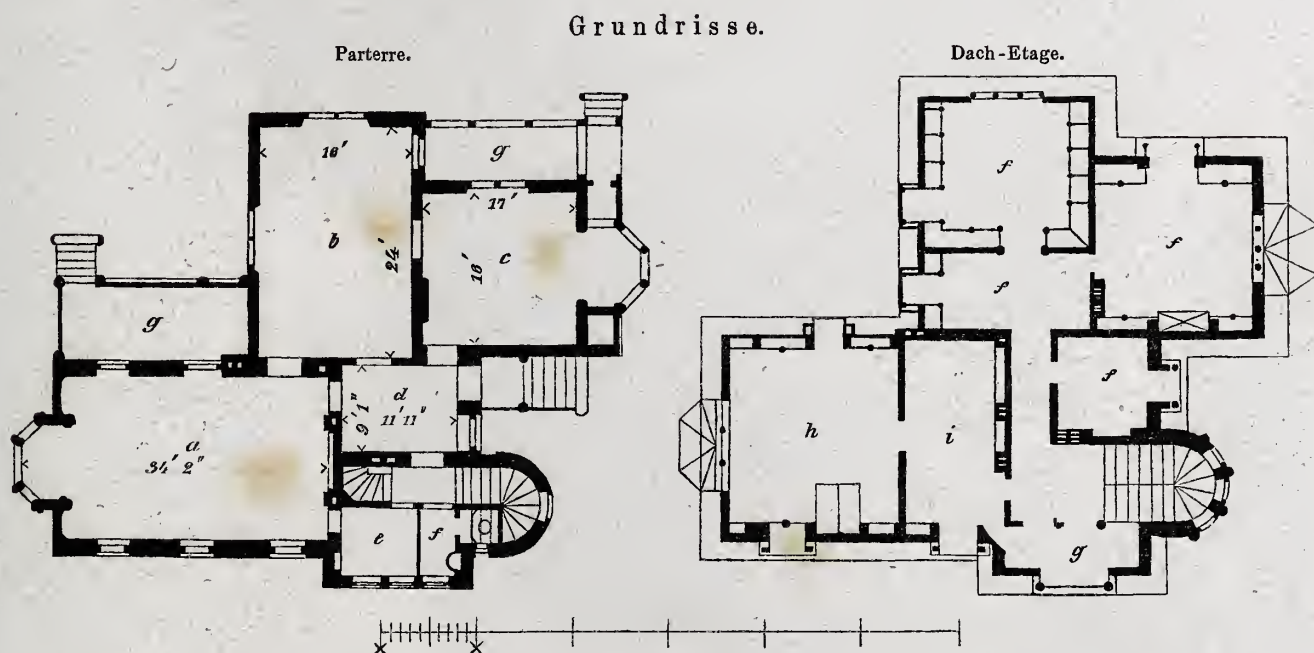 Grundrisse.
Parterre.
Dach-Etage.
16'
b
24'
g
17'
16'
c
g
a
34' 2"
d
11' 11"
9' 1"
e
f
f
f
f
f
h
i
g